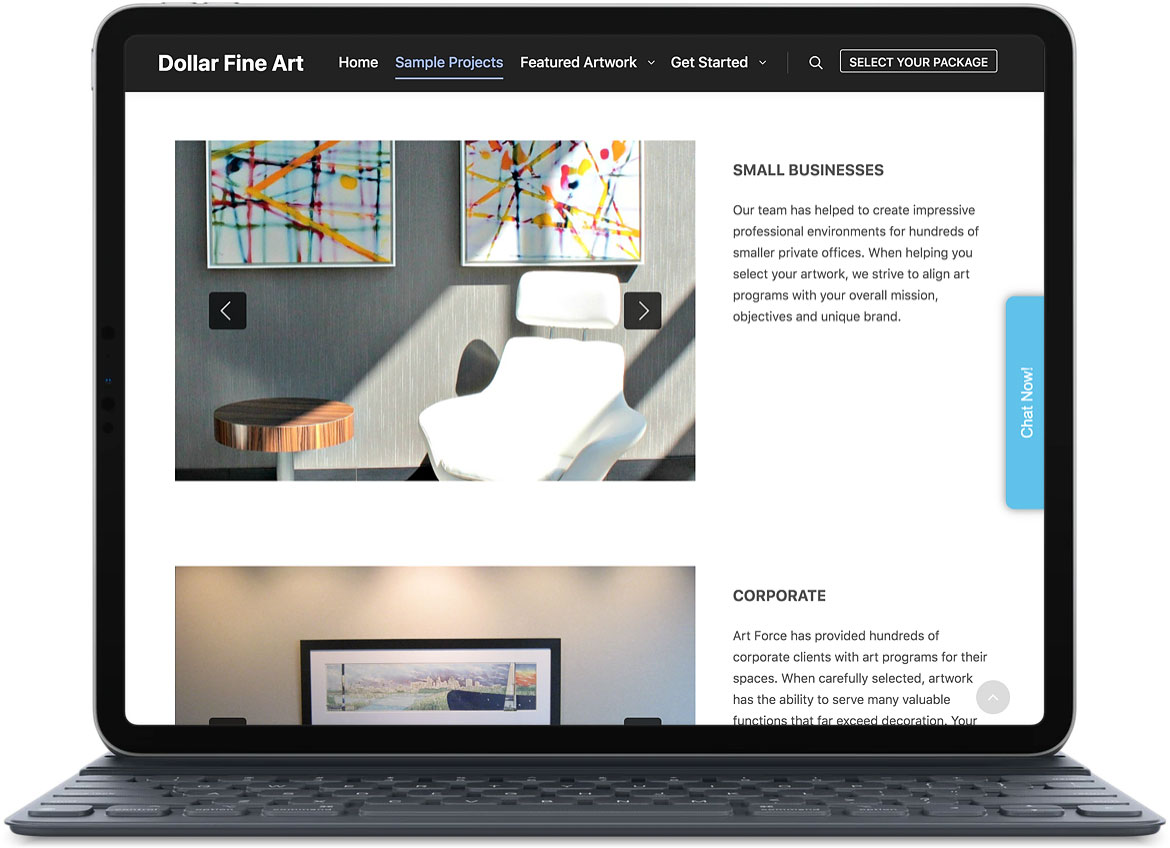 Dollar Fine Art Home Sample Projects Featured Artwork Get Started SELECT YOUR PACKAGE
SMALL BUSINESSES
Our team has helped to create impressive
professional environments for hundreds of
smaller private offices. When helping you
select your artwork, we strive to align art
programs with your overall mission,
objectives and unique brand.
Chat Now!
CORPORATE
Art Force has provided hundreds of
corporate clients with art programs for their
spaces. When carefully selected, artwork
has the ability to serve many valuable
functions that far exceed decoration. Your